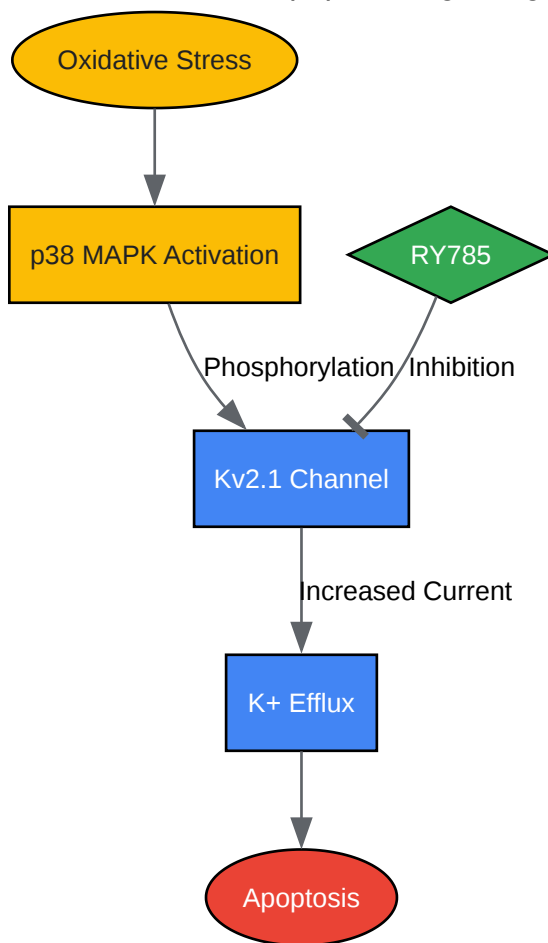 Oxidative Stress
p38 MAPK Activation
RY785
Phosphorylation
Inhibition
Kv2.1 Channel
Increased Current
K+ Efflux
Apoptosis